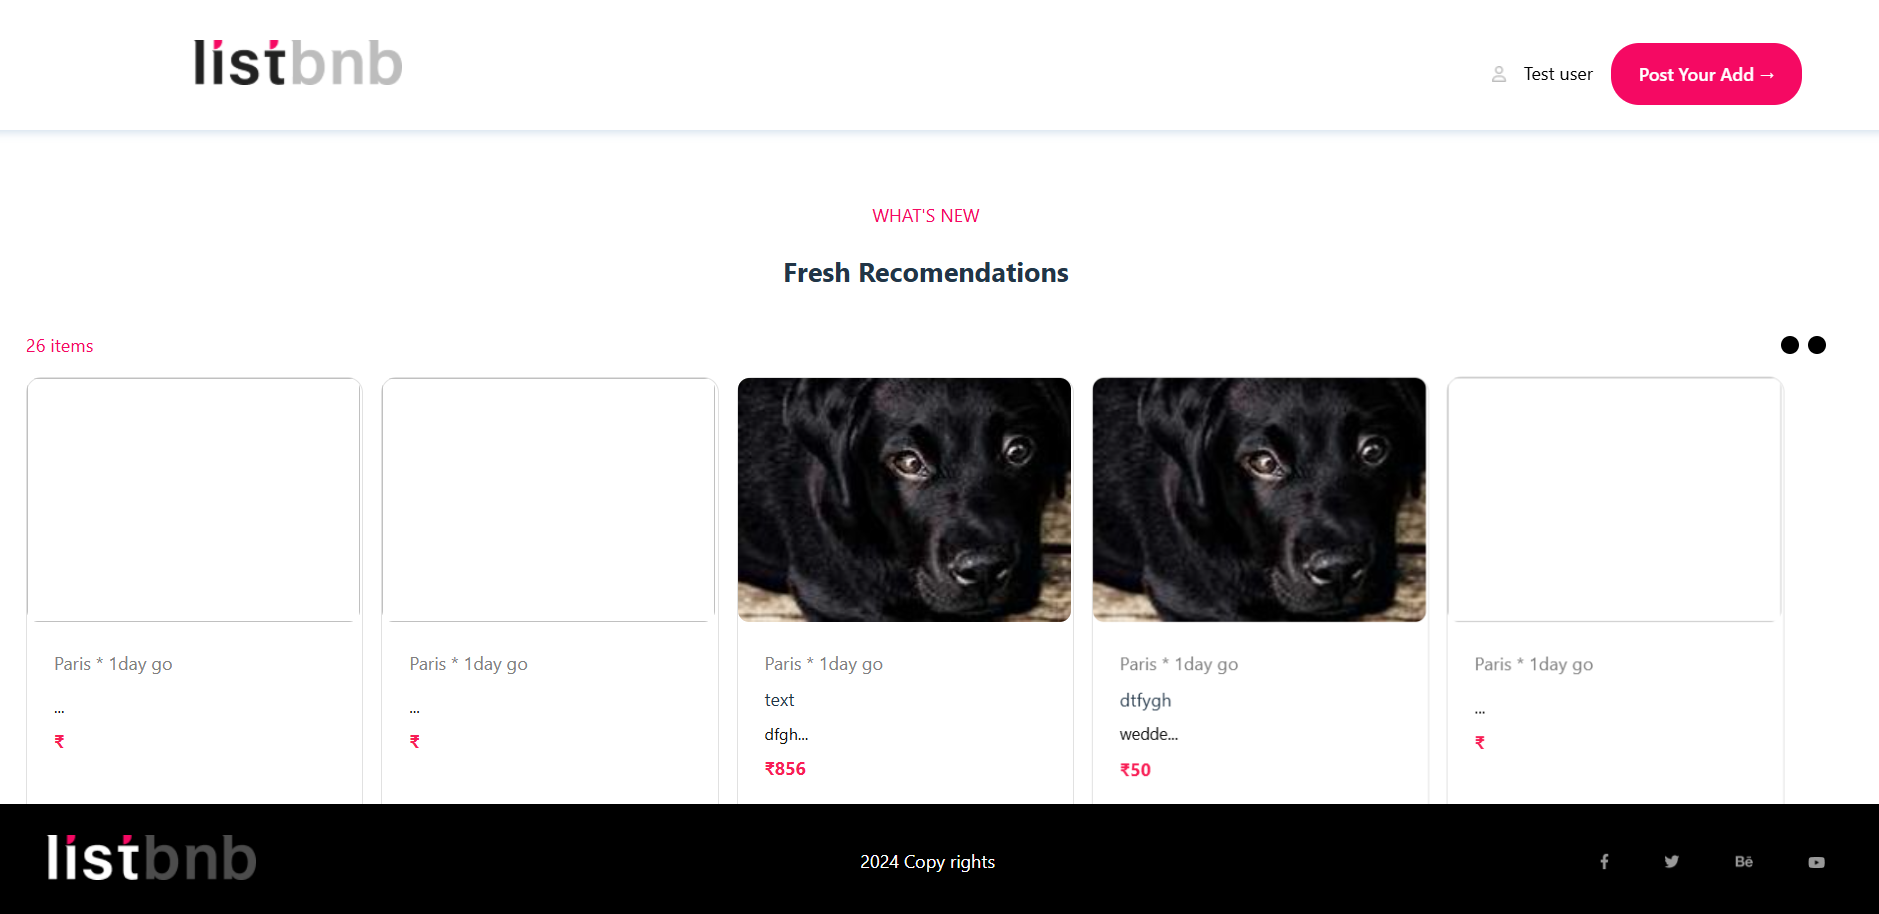 listbnb
Test user
Post Your Add →
WHAT'S NEW
Fresh Recomendations
26 items
Paris * 1day go
...
₹
Paris * 1day go
...
₹
Paris * 1day go
text
dfgh...
₹856
Paris * 1day go
dtfygh
wedde...
₹50
Paris * 1day go
...
₹
listbnb
2024 Copy rights
Bē